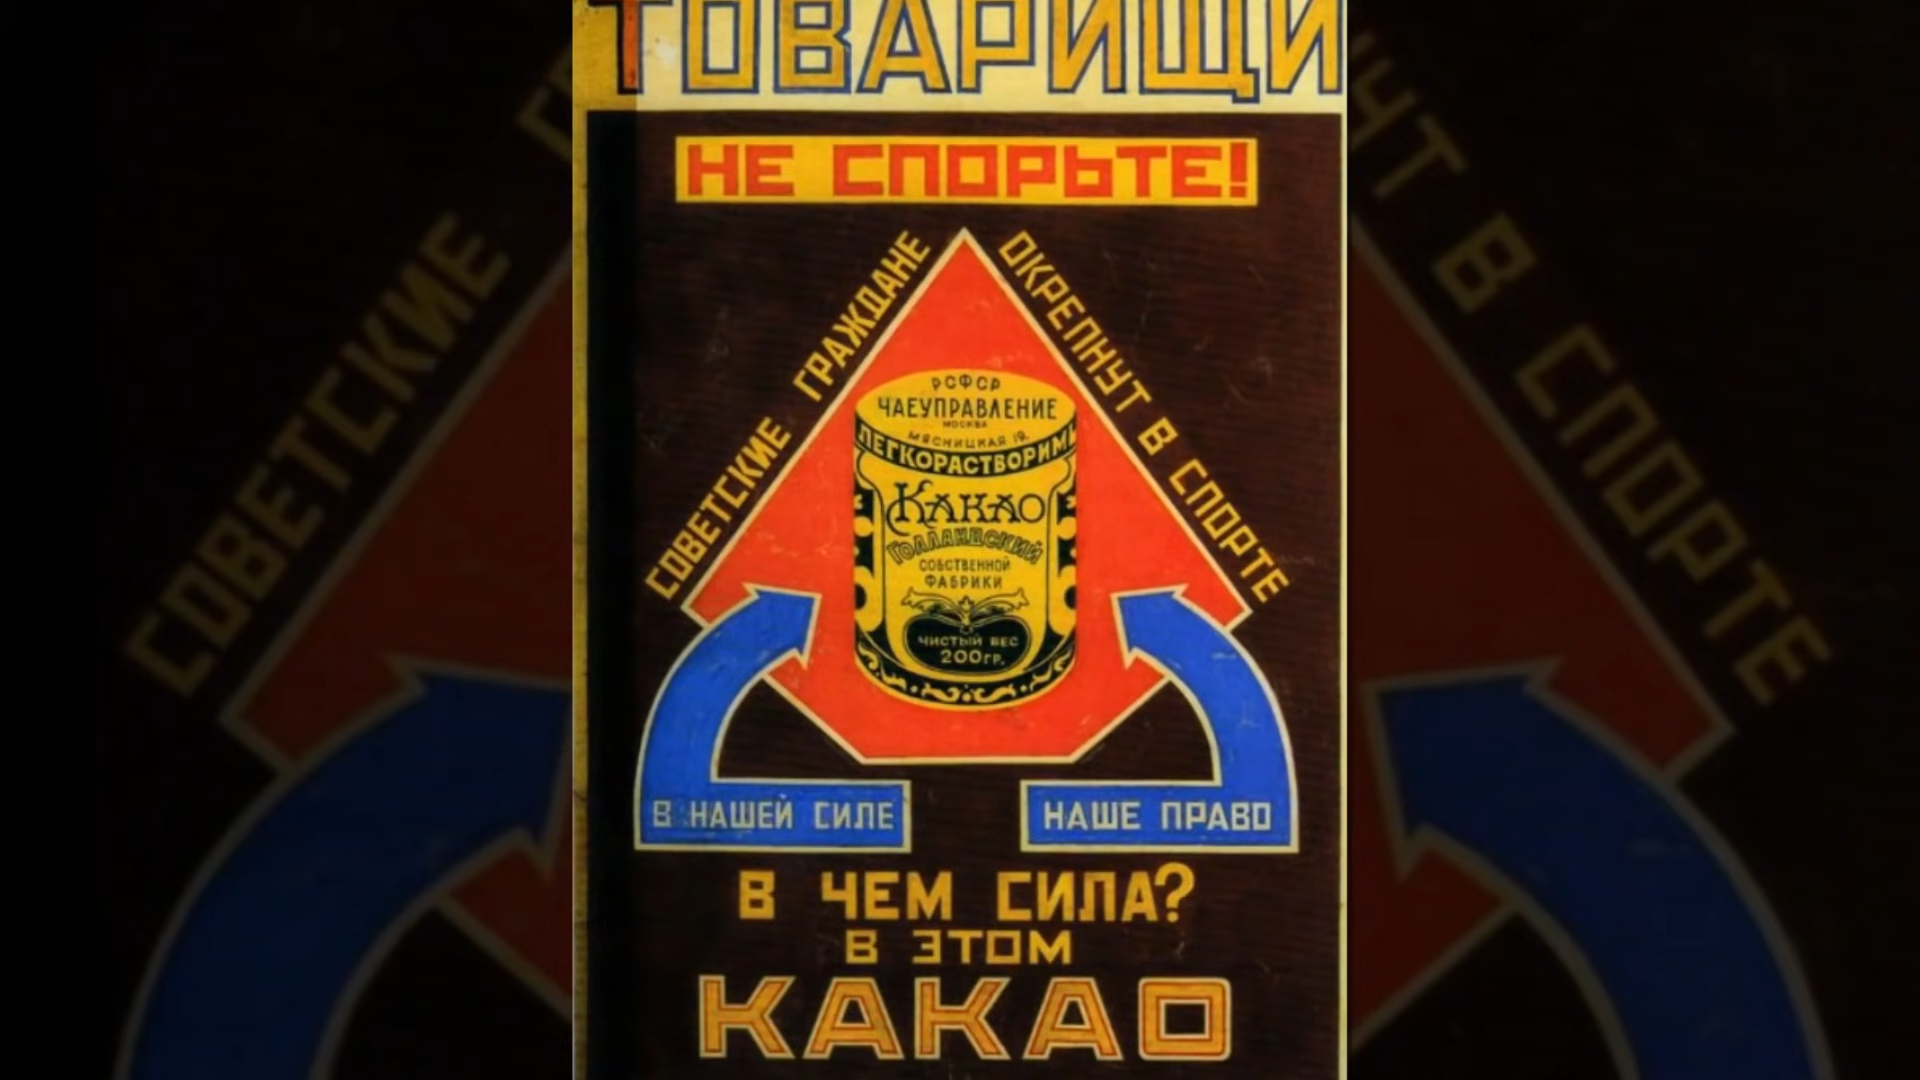 ТОВАРИЩИ
НЕ СПОРЬТЕ!
СОВЕТСКИЕ ГРАЖДАНЕ
ОКРЕПНУТ В СПОРТЕ
РСФСР
ЧАЕУПРАВЛЕНИЕ
МОСКВА
МЯСНИЦКАЯ 19.
ЛЕГКОРАСТВОРИМЫ
КАКАО
ГОЛЛАНДСКИЙ
СОБСТВЕННОЙ
ФАБРИКИ
ЧИСТЫЙ ВЕС
200ГР.
В НАШЕЙ СИЛЕ
НАШЕ ПРАВО
В ЧЕМ СИЛА?
В ЭТОМ
КАКАО